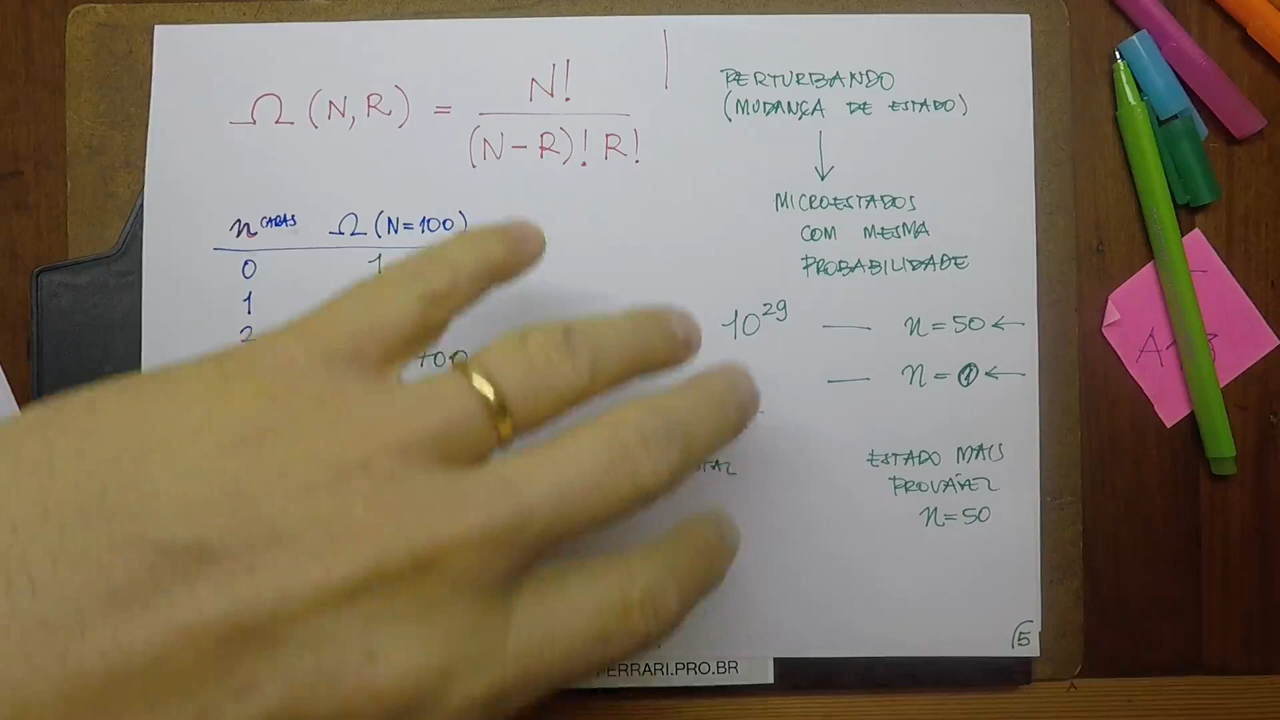 Ω (N,R) = N! / (N-R)! R!
n CARAS Ω (N=100)
0 1
1
2
PERTURBANDO
(MUDANÇA DE ESTADO)
MICROESTADOS
COM MESMA
PROBABILIDADE
10^29 — n=50 ←
— n= ←
ESTADO MAIS
PROVÁVEL
n=50
5
FERRARI.PRO.BR